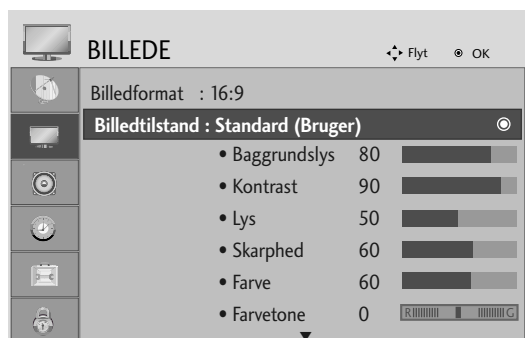 BILLEDE Flyt OK
Billedformat : 16:9
Billedtilstand : Standard (Bruger)
• Baggrundslys 80
• Kontrast 90
• Lys 50
• Skarphed 60
• Farve 60
• Farvetone 0 R G